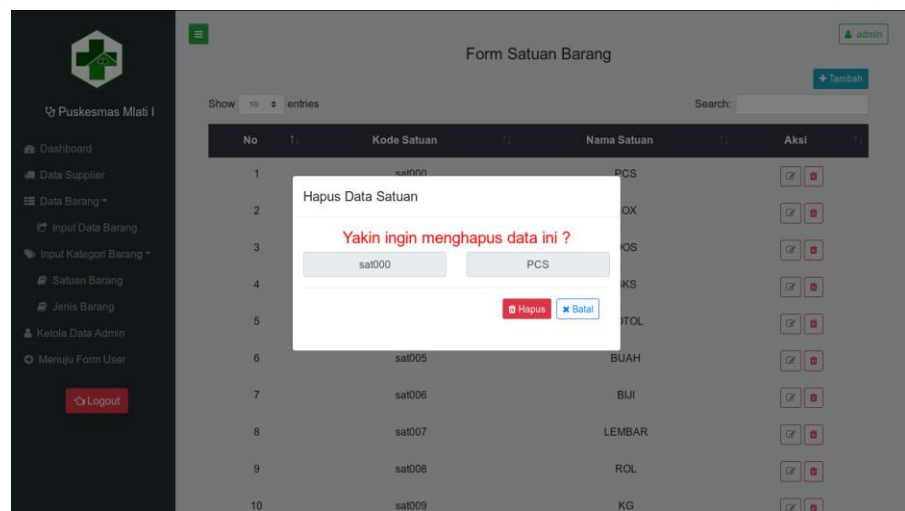 admin
Form Satuan Barang
Tambah
Puskesmas Mlati I
Show 10 entries
Search:
No Kode Satuan Nama Satuan Aksi
Dashboard
Data Supplier
Data Barang
Input Data Barang
Input Kategori Barang
Satuan Barang
Jenis Barang
Kelola Data Admin
Menuju Form User
Logout
1 sat000 PCS
2 OX
3 OS
4 KS
5 TOL
6 sat005 BUAH
7 sat006 BIJI
8 sat007 LEMBAR
9 sat008 ROL
10 sat009 KG
Hapus Data Satuan
Yakin ingin menghapus data ini ?
sat000 PCS
Hapus Batal